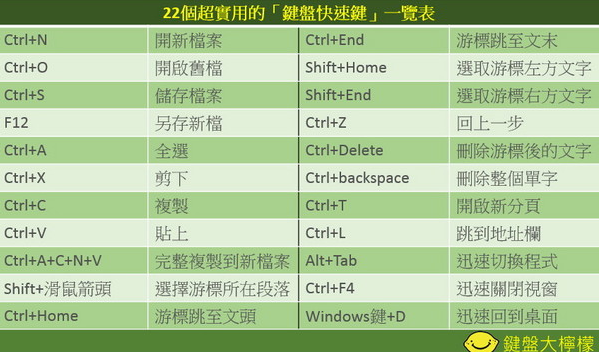 22個超實用的「鍵盤快速鍵」一覽表
Ctrl+N 開新檔案 Ctrl+End 游標跳至文末
Ctrl+O 開啟舊檔 Shift+Home 選取游標左方文字
Ctrl+S 儲存檔案 Shift+End 選取游標右方文字
F12 另存新檔 Ctrl+Z 回上一步
Ctrl+A 全選 Ctrl+Delete 刪除游標後的文字
Ctrl+X 剪下 Ctrl+backspace 刪除整個單字
Ctrl+C 複製 Ctrl+T 開啟新分頁
Ctrl+V 貼上 Ctrl+L 跳到地址欄
Ctrl+A+C+N+V 完整複製到新檔案 Alt+Tab 迅速切換程式
Shift+滑鼠箭頭 選擇游標所在段落 Ctrl+F4 迅速關閉視窗
Ctrl+Home 游標跳至文頭 Windows鍵+D 迅速回到桌面
鍵盤大檸檬